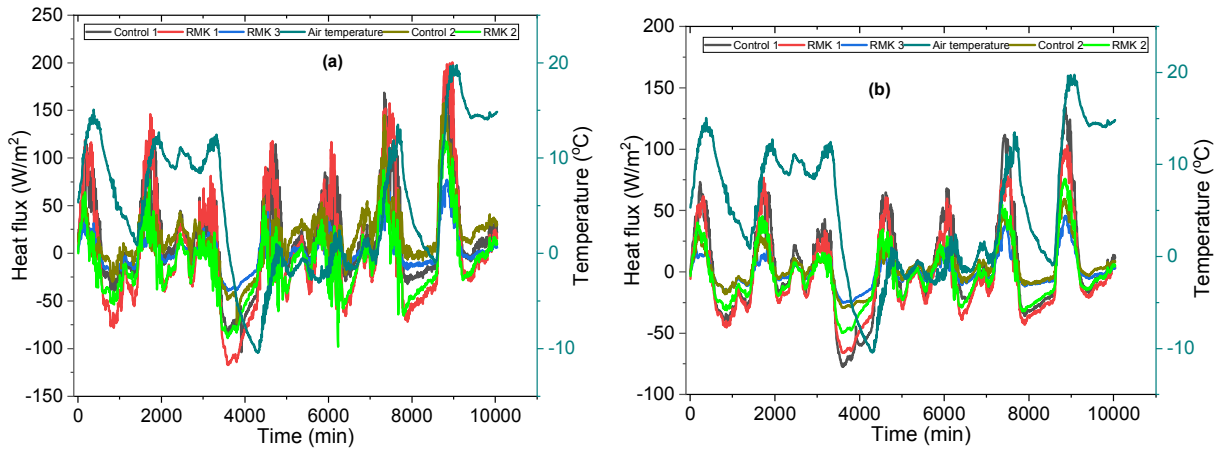 250
200
150
100
50
0
-50
-100
-150
Heat flux (W/m²)
Control 1 RMK 1 RMK 3 Air temperature Control 2 RMK 2
(a)
20
10
0
-10
Temperature (ºC)
0 2000 4000 6000 8000 10000
Time (min)
200
150
100
50
0
-50
-100
Heat flux (W/m²)
Control 1 RMK 1 RMK 3 Air temperature Control 2 RMK 2
(b)
20
10
0
-10
Temperature (ºC)
0 2000 4000 6000 8000 10000
Time (min)